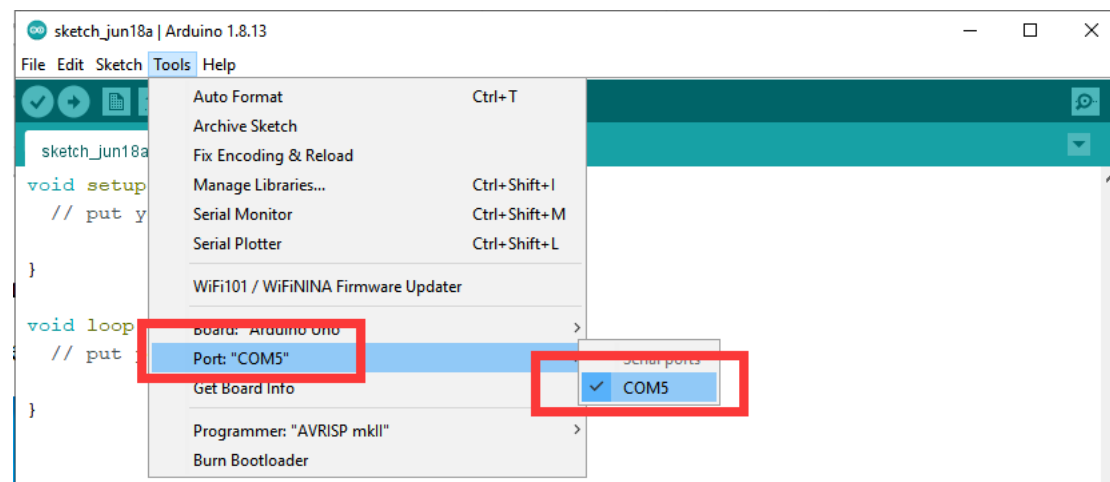 sketch_jun18a | Arduino 1.8.13
File Edit Sketch Tools Help
Auto Format Ctrl+T
Archive Sketch
sketch_jun18a
Fix Encoding & Reload
void setup
Manage Libraries... Ctrl+Shift+I
// put y
Serial Monitor Ctrl+Shift+M
Serial Plotter Ctrl+Shift+L
}
WiFi101 / WiFiNINA Firmware Updater
void loop
Board: "Arduino Uno"
// put
Port: "COM5"
Serial ports
Get Board Info
COM5
}
Programmer: "AVRISP mkII"
Burn Bootloader